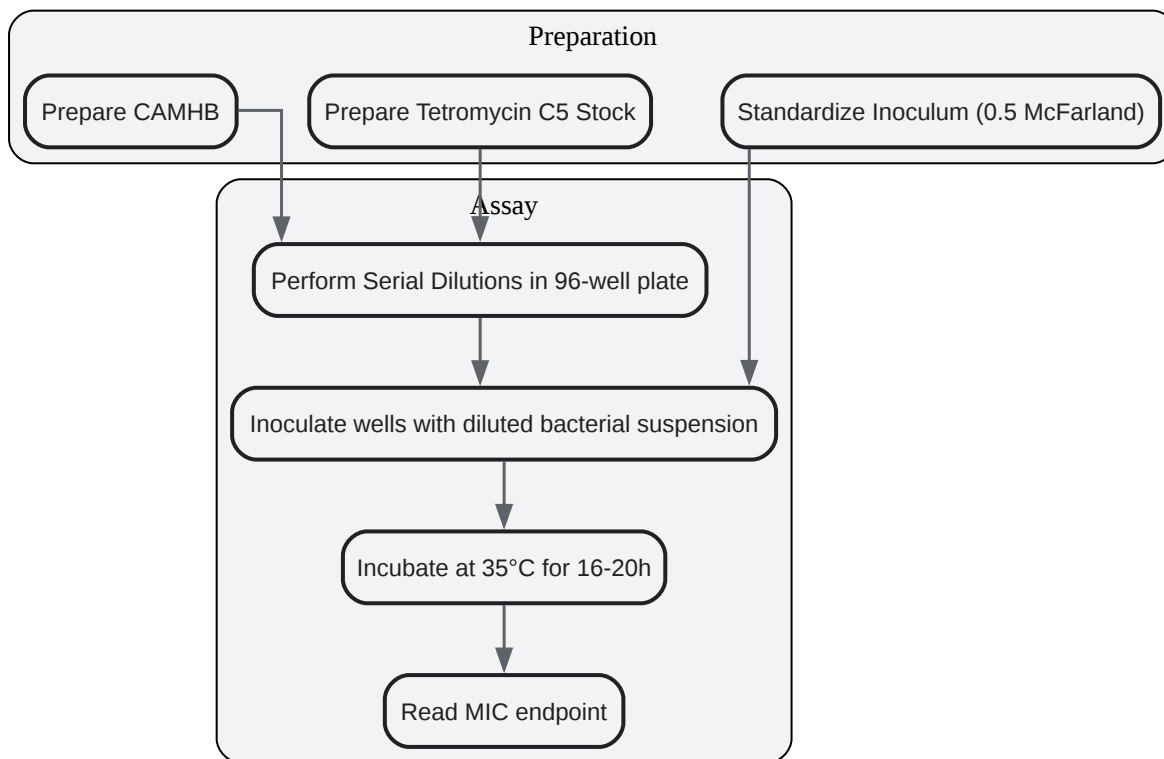 Preparation
Prepare CAMHB
Prepare Tetromycin C5 Stock
Standardize Inoculum (0.5 McFarland)
Assay
Perform Serial Dilutions in 96-well plate
Inoculate wells with diluted bacterial suspension
Incubate at 35°C for 16-20h
Read MIC endpoint